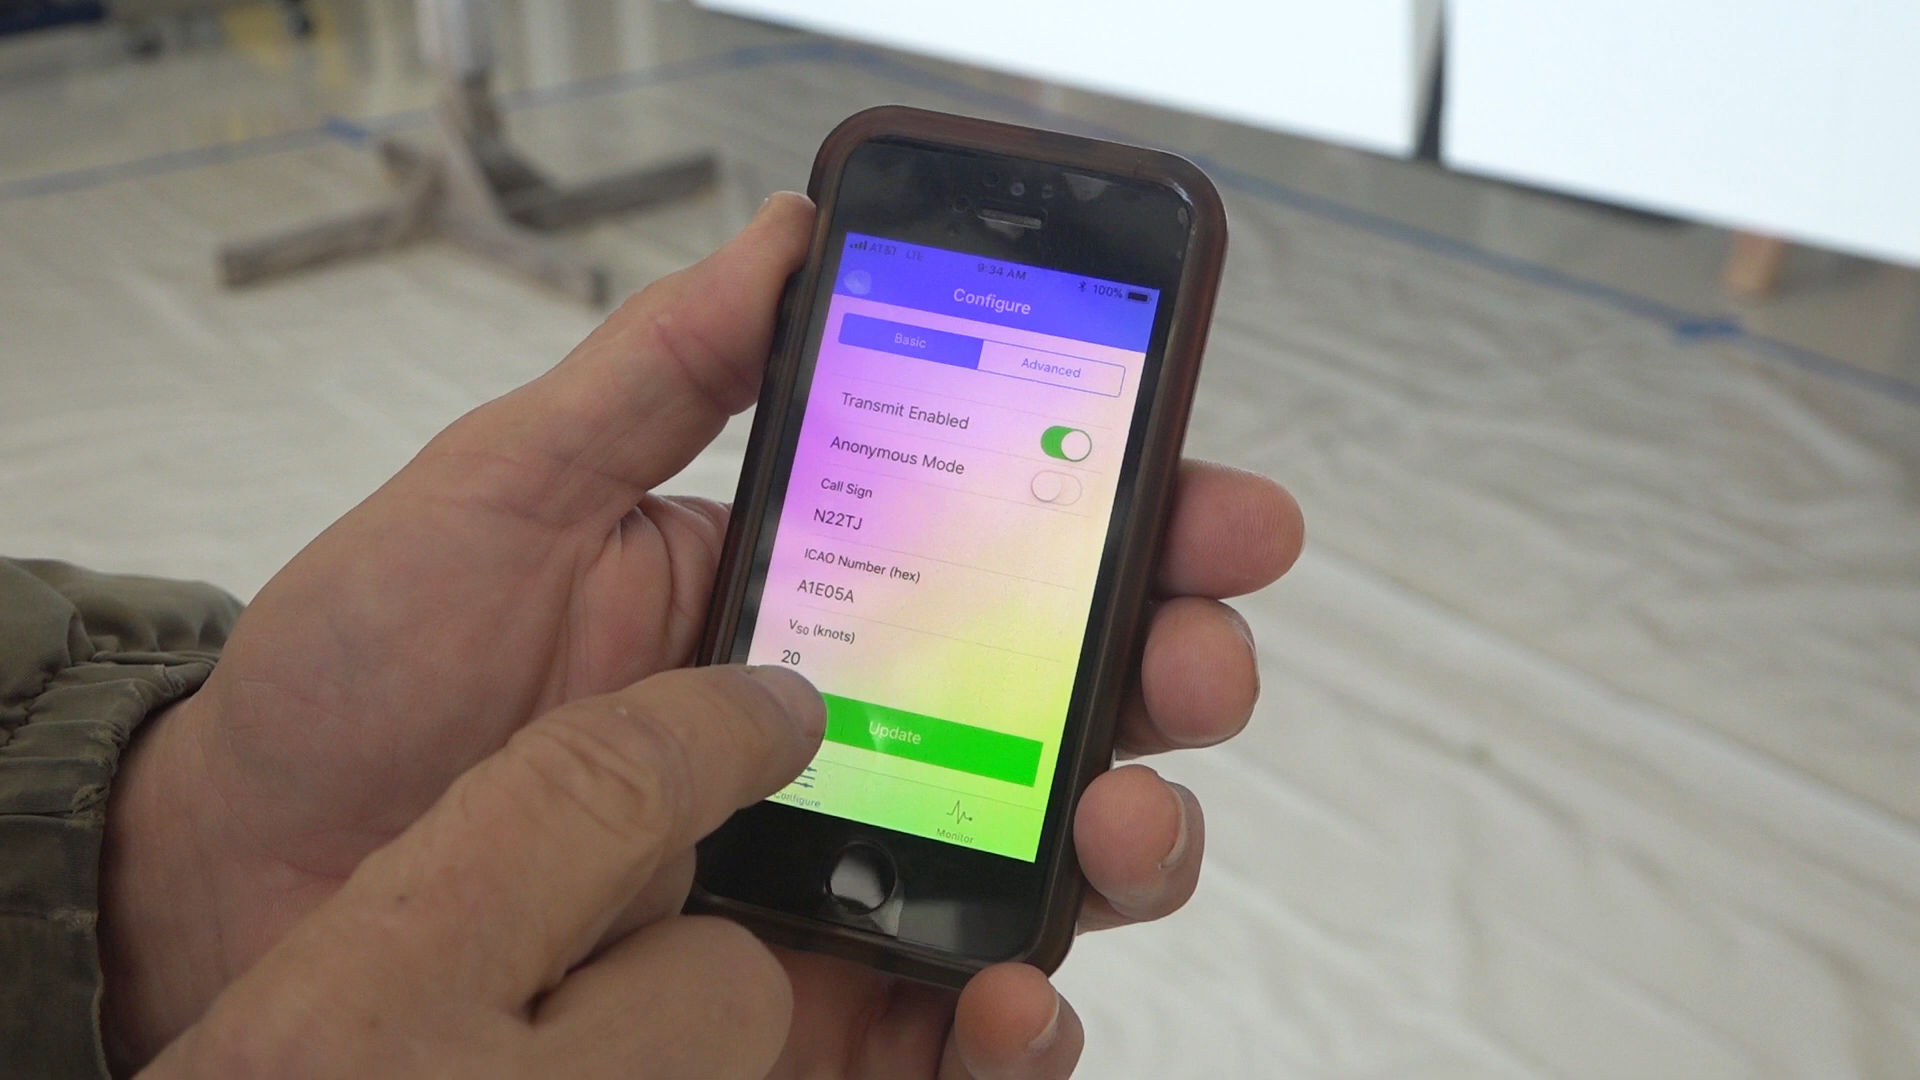 AT&T LTE 9:34 AM 100%
Configure
Basic Advanced
Transmit Enabled
Anonymous Mode
Call Sign
N22TJ
ICAO Number (hex)
A1E05A
Vso (knots)
20
Update
Configure Monitor